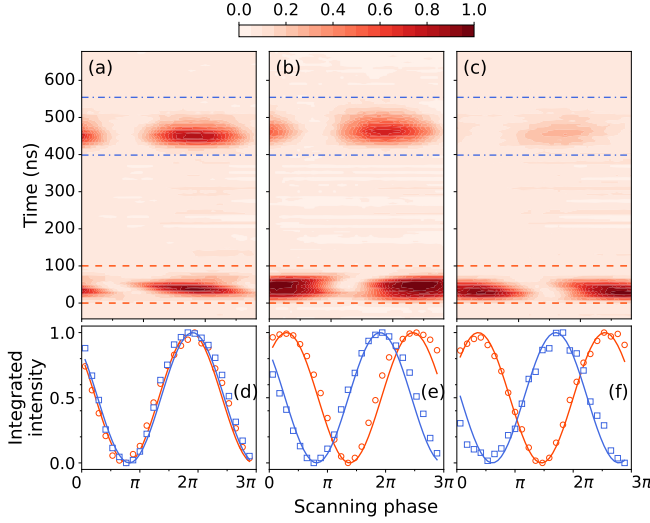 0.0 0.2 0.4 0.6 0.8 1.0
(a) (b) (c)
600
500
400
300
200
100
0
Time (ns)
1.0
0.5
0.0
Integrated
intensity
(d) (e) (f)
0 π 2π 3π 0 π 2π 3π 0 π 2π 3π
Scanning phase